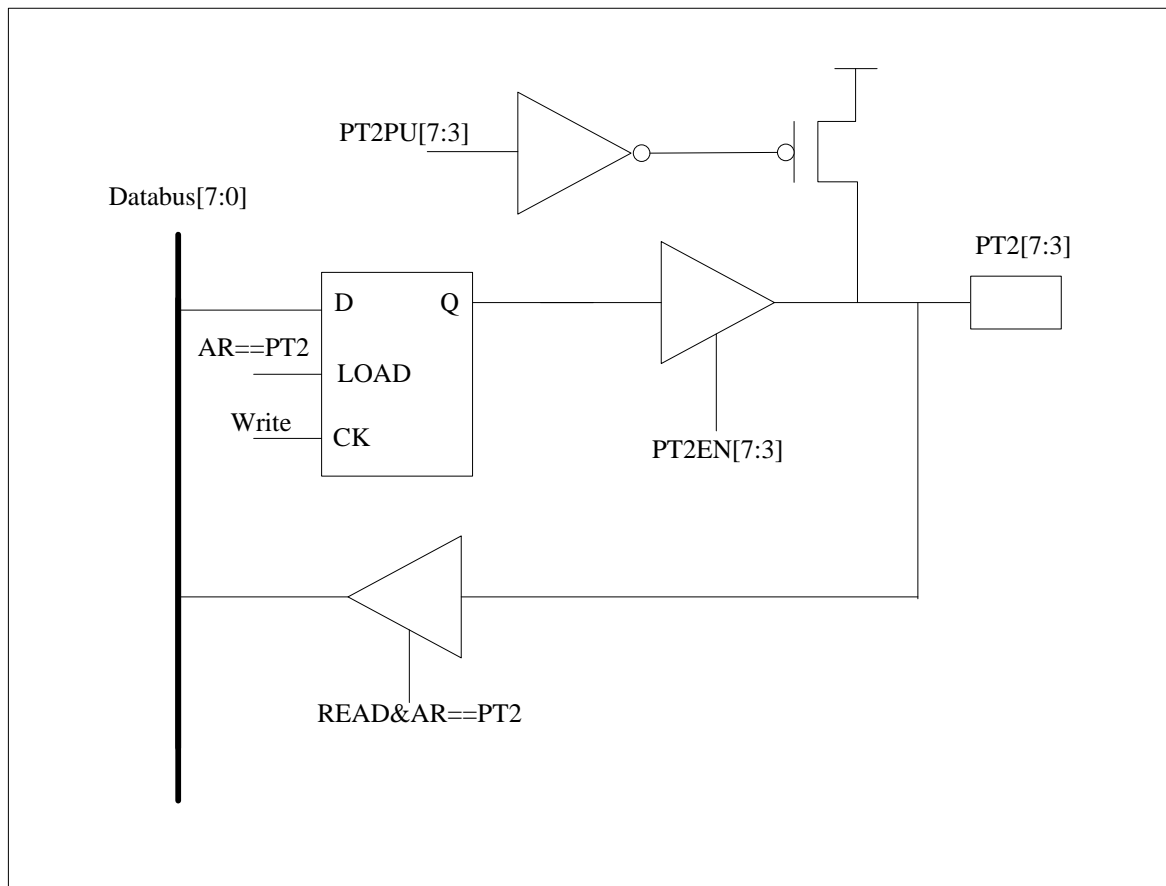 PT2PU[7:3]
Databus[7:0]
PT2[7:3]
D
Q
AR==PT2
LOAD
Write
CK
PT2EN[7:3]
READ&AR==PT2